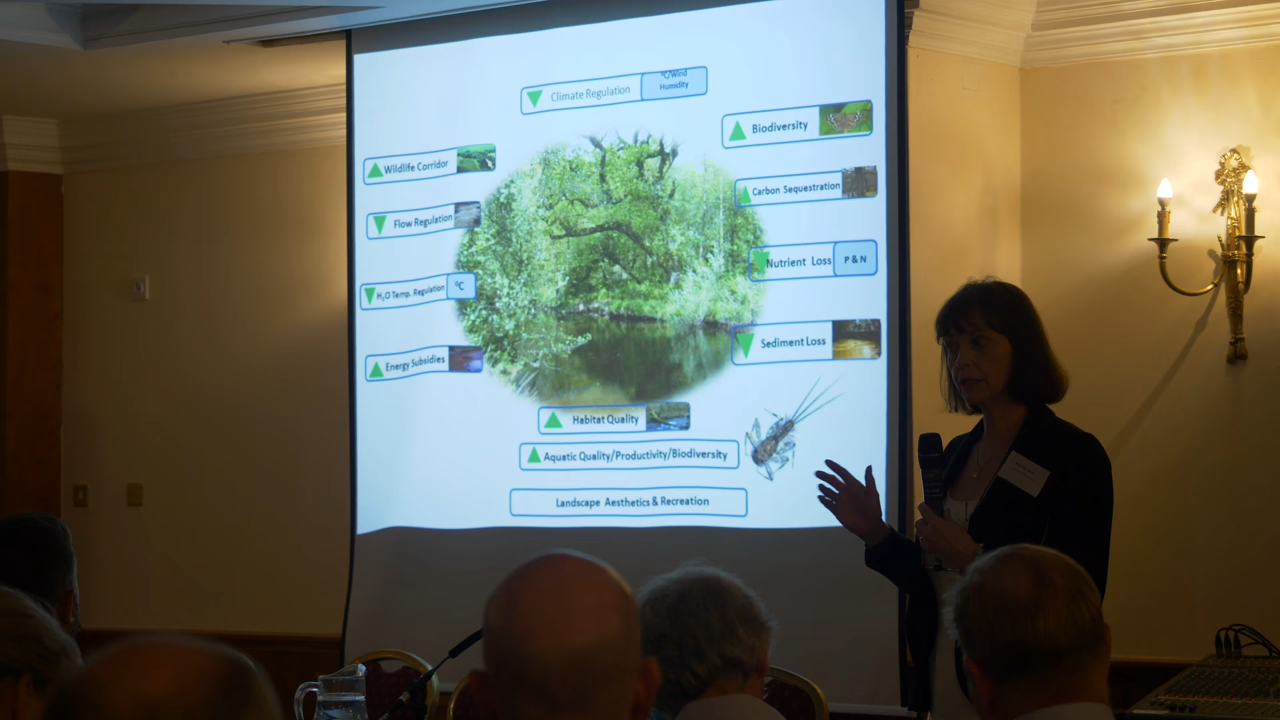 Climate Regulation
°C/Wind
Humidity
Biodiversity
Wildlife Corridor
Carbon Sequestration
Flow Regulation
Nutrient Loss
P & N
H₂O Temp. Regulation
°C
Sediment Loss
Energy Subsidies
Habitat Quality
Aquatic Quality/Productivity/Biodiversity
Landscape Aesthetics & Recreation